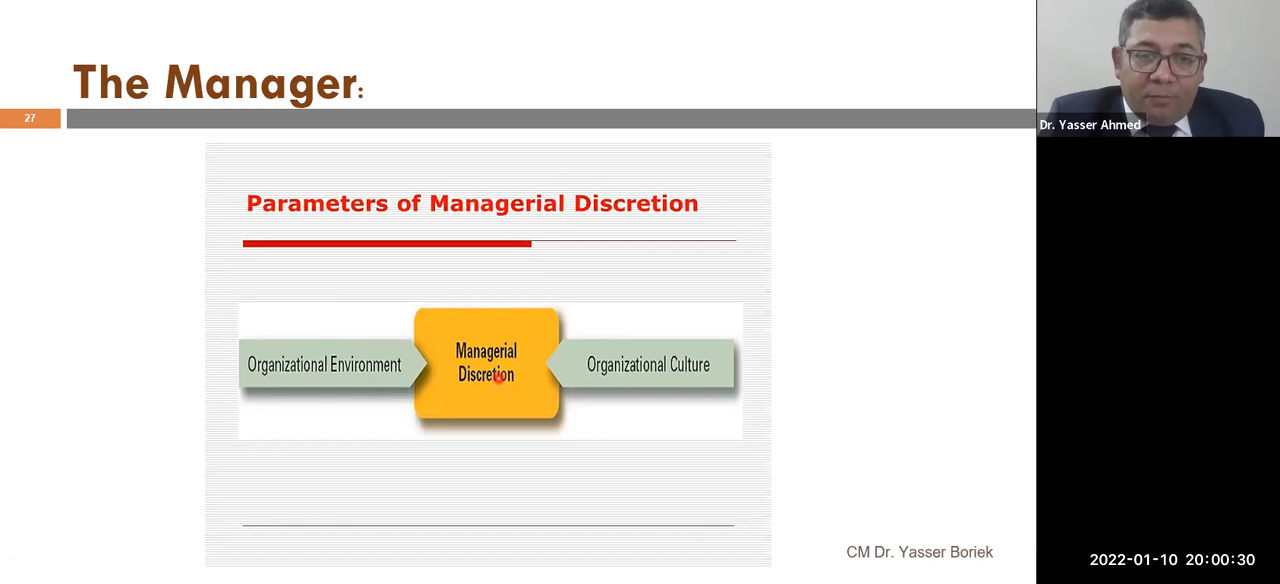 The Manager:
27
Dr. Yasser Ahmed
Parameters of Managerial Discretion
Organizational Environment
Managerial
Discretion
Organizational Culture
CM Dr. Yasser Boriek
2022-01-10 20:00:30